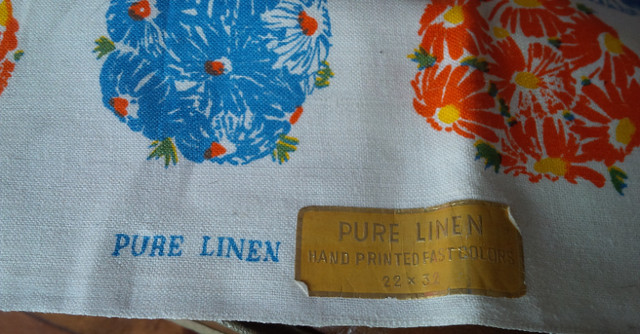 PURE LINEN
PURE LINEN
HAND PRINTED FAST COLORS
22 x 32